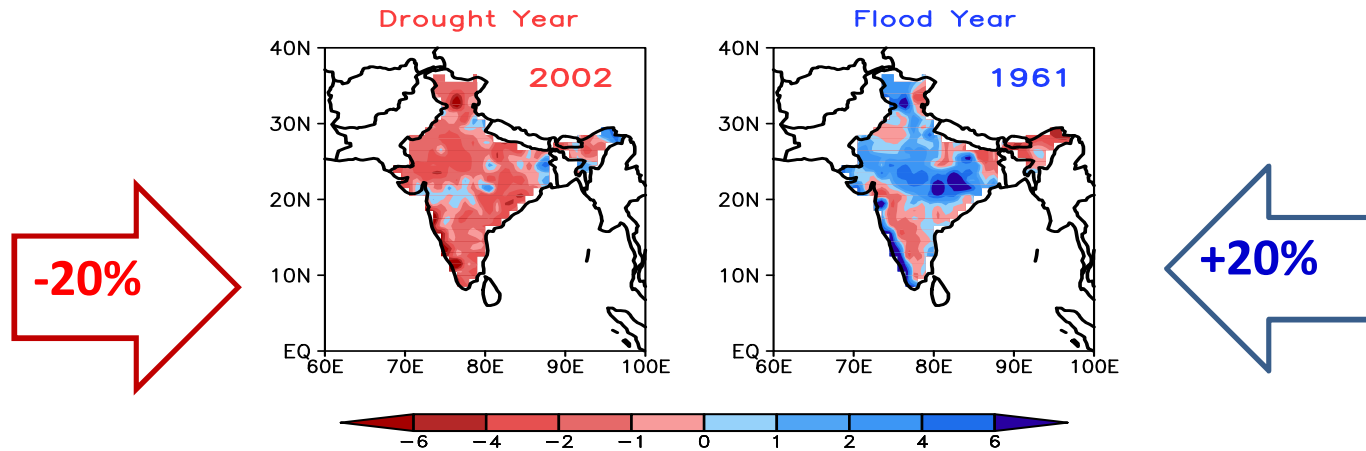 Drought Year
Flood Year
40N
2002
30N
20N
10N
EQ
60E 70E 80E 90E 100E
40N
1961
30N
20N
10N
EQ
60E 70E 80E 90E 100E
-20%
+20%
−6 −4 −2 −1 0 1 2 4 6